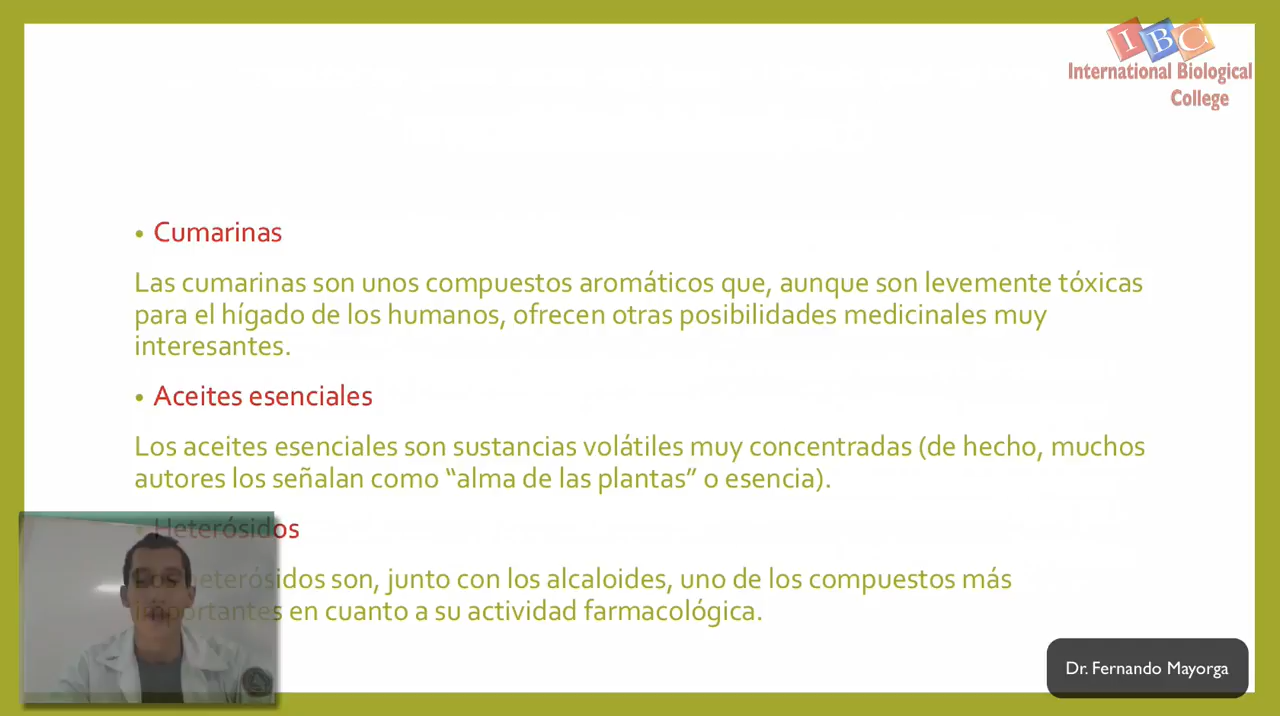 I B C
International Biological
College
• Cumarinas
Las cumarinas son unos compuestos aromáticos que, aunque son levemente tóxicas
para el hígado de los humanos, ofrecen otras posibilidades medicinales muy
interesantes.
• Aceites esenciales
Los aceites esenciales son sustancias volátiles muy concentradas (de hecho, muchos
autores los señalan como “alma de las plantas” o esencia).
• Heterósidos
Los heterósidos son, junto con los alcaloides, uno de los compuestos más
importantes en cuanto a su actividad farmacológica.
Dr. Fernando Mayorga